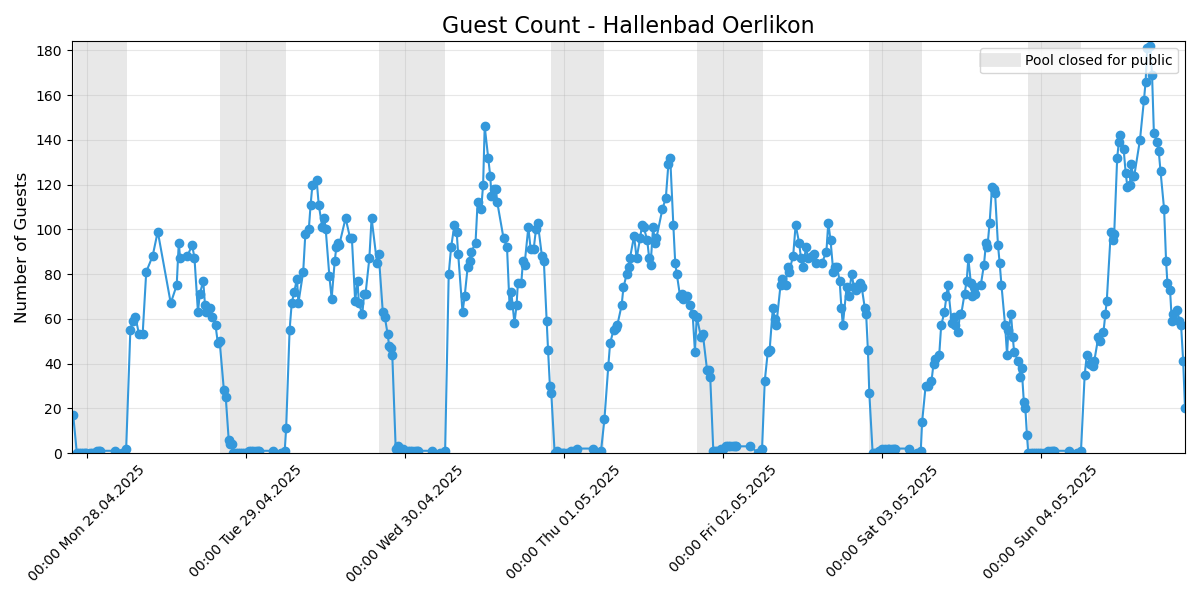 Guest Count - Hallenbad Oerlikon
Pool closed for public
Number of Guests
180
160
140
120
100
80
60
40
20
0
00:00 Mon 28.04.2025
00:00 Tue 29.04.2025
00:00 Wed 30.04.2025
00:00 Thu 01.05.2025
00:00 Fri 02.05.2025
00:00 Sat 03.05.2025
00:00 Sun 04.05.2025